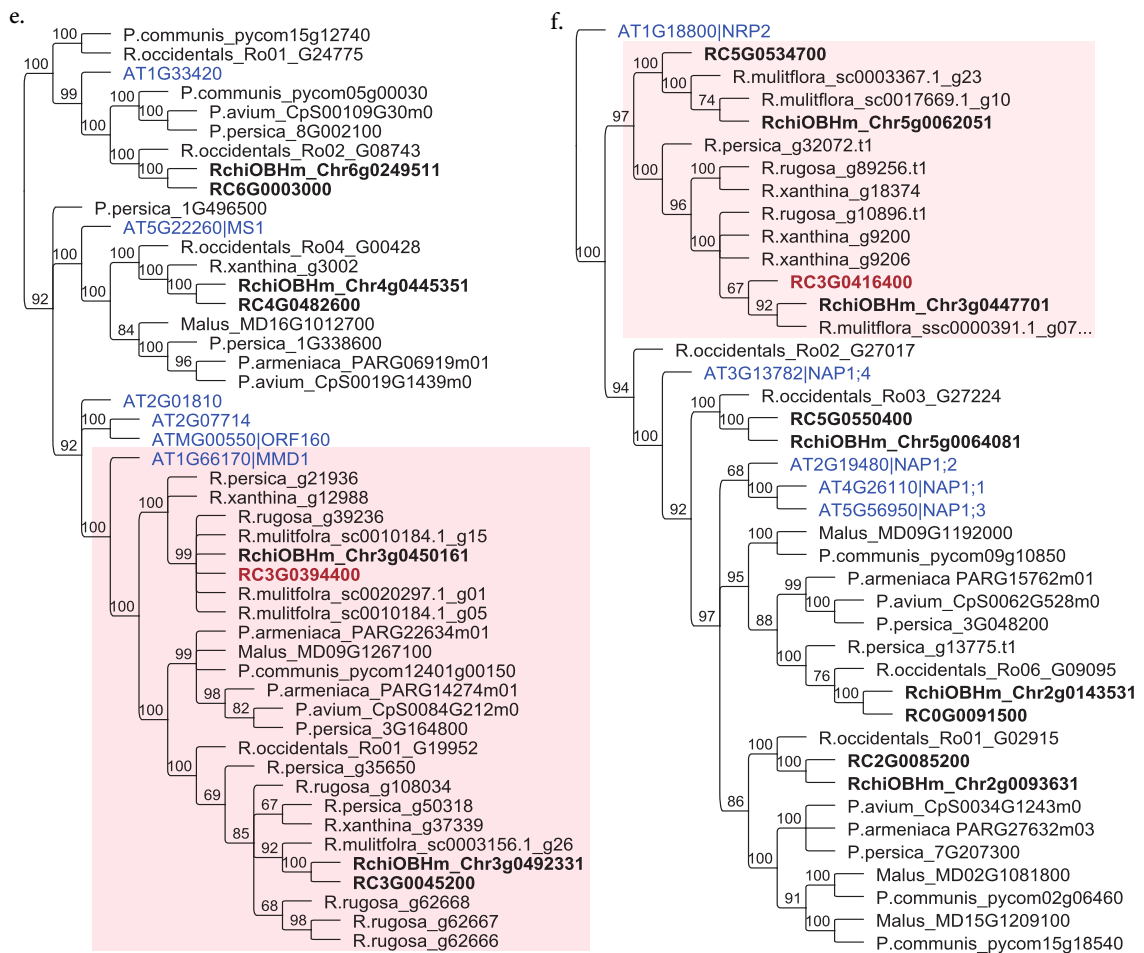 e.
P.communis_pycom15g12740
100
R.occidentals_Ro01_G24775
100
AT1G33420
99
P.communis_pycom05g00030
100
P.avium_CpS00109G30m0
100
P.persica_8G002100
100
R.occidentals_Ro02_G08743
100
RchiOBHm_Chr6g0249511
100
RC6G0003000
P.persica_1G496500
AT5G22260|MS1
100
R.occidentals_Ro04_G00428
100
R.xanthina_g3002
100
RchiOBHm_Chr4g0445351
100
100
RC4G0482600
92
Malus_MD16G1012700
84
P.persica_1G338600
100
P.armeniaca_PARG06919m01
96
P.avium_CpS0019G1439m0
AT2G01810
AT2G07714
100
ATMG00550|ORF160
92
AT1G66170|MMD1
R.persica_g21936
R.xanthina_g12988
100
R.rugosa_g39236
100
R.mulitfolra_sc0010184.1_g15
RchiOBHm_Chr3g0450161
99
RC3G0394400
R.mulitfolra_sc0020297.1_g01
R.mulitfolra_sc0010184.1_g05
100
P.armeniaca_PARG22634m01
Malus_MD09G1267100
99
P.communis_pycom12401g00150
P.armeniaca_PARG14274m01
98
P.avium_CpS0084G212m0
82
100
P.persica_3G164800
R.occidentals_Ro01_G19952
R.persica_g35650
100
R.rugosa_g108034
69
R.persica_g50318
67
R.xanthina_g37339
85
R.mulitfolra_sc0003156.1_g26
92
RchiOBHm_Chr3g0492331
100
RC3G0045200
R.rugosa_g62668
68
R.rugosa_g62667
98
R.rugosa_g62666
f.
AT1G18800|NRP2
RC5G0534700
100
R.mulitflora_sc0003367.1_g23
100
R.mulitflora_sc0017669.1_g10
74
RchiOBHm_Chr5g0062051
97
R.persica_g32072.t1
R.rugosa_g89256.t1
100
100
R.xanthina_g18374
96
R.rugosa_g10896.t1
R.xanthina_g9200
100
100
R.xanthina_g9206
RC3G0416400
67
RchiOBHm_Chr3g0447701
92
R.mulitflora_ssc0000391.1_g07...
R.occidentals_Ro02_G27017
AT3G13782|NAP1;4
94
R.occidentals_Ro03_G27224
100
RC5G0550400
100
100
RchiOBHm_Chr5g0064081
AT2G19480|NAP1;2
68
AT4G26110|NAP1;1
100
AT5G56950|NAP1;3
92
Malus_MD09G1192000
100
P.communis_pycom09g10850
95
P.armeniaca PARG15762m01
99
P.avium_CpS0062G528m0
100
P.persica_3G048200
97
88
R.persica_g13775.t1
100
R.occidentals_Ro06_G09095
76
RchiOBHm_Chr2g0143531
100
RC0G0091500
R.occidentals_Ro01_G02915
100
RC2G0085200
100
RchiOBHm_Chr2g0093631
86
P.avium_CpS0034G1243m0
P.armeniaca PARG27632m03
P.persica_7G207300
100
Malus_MD02G1081800
100
P.communis_pycom02g06460
91
Malus_MD15G1209100
100
P.communis_pycom15g18540